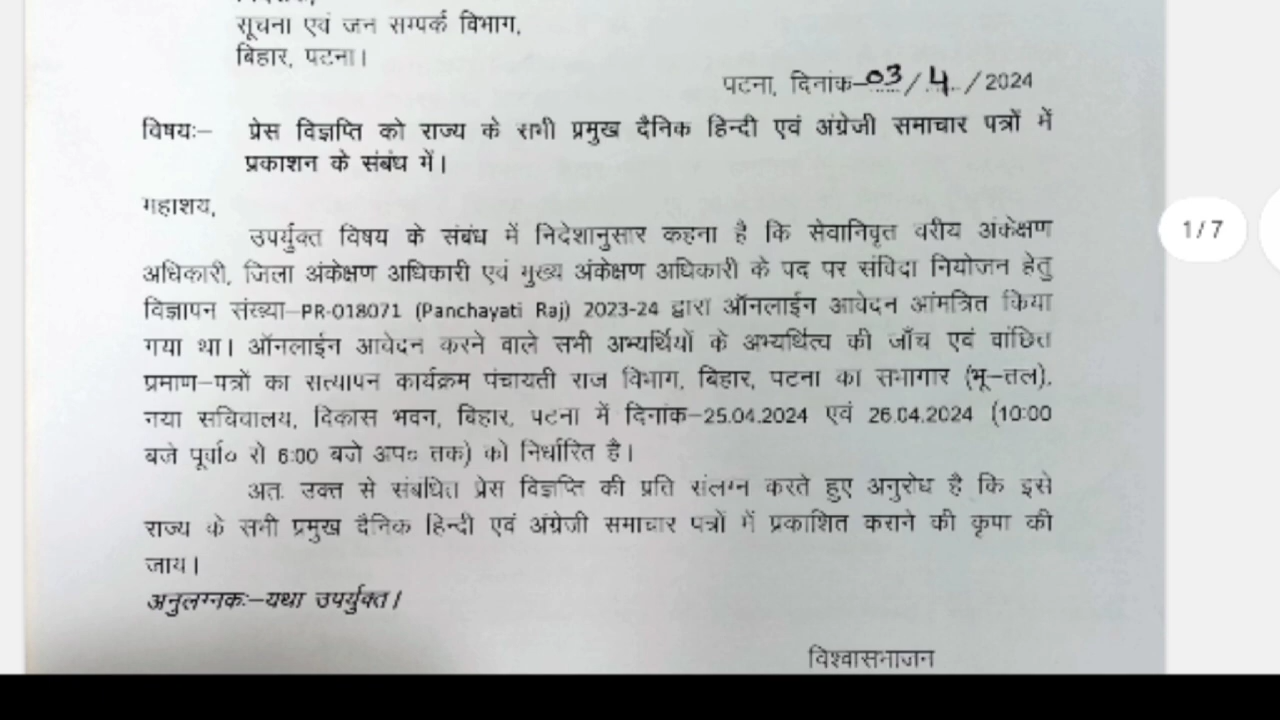 सूचना एवं जन सम्पर्क विभाग,
बिहार, पटना।
पटना, दिनांक-03/4/2024
विषयः- प्रेस विज्ञप्ति को राज्य के सभी प्रमुख दैनिक हिन्दी एवं अंग्रेजी समाचार पत्रों में
प्रकाशन के संबंध में।
महाशय,
उपर्युक्त विषय के संबंध में निदेशानुसार कहना है कि सेवानिवृत वरीय अंकेक्षण
अधिकारी, जिला अंकेक्षण अधिकारी एवं मुख्य अंकेक्षण अधिकारी के पद पर संविदा नियोजन हेतु
विज्ञापन संख्या-PR-018071 (Panchayati Raj) 2023-24 द्वारा ऑनलाईन आवेदन आंमत्रित किया
गया था। ऑनलाईन आवेदन करने वाले सभी अभ्यर्थियों के अभ्यर्थित्व की जाँच एवं वांछित
प्रमाण-पत्रों का सत्यापन कार्यक्रम पंचायती राज विभाग, बिहार, पटना का सभागार (भू-तल),
नया सचिवालय, विकास भवन, बिहार, पटना में दिनांक-25.04.2024 एवं 26.04.2024 (10:00
बजे पूर्वा० से 6:00 बजे अप० तक) को निर्धारित है।
अतः उक्त से संबंधित प्रेस विज्ञप्ति की प्रति संलग्न करते हुए अनुरोध है कि इसे
राज्य के सभी प्रमुख दैनिक हिन्दी एवं अंग्रेजी समाचार पत्रों में प्रकाशित कराने की कृपा की
जाय।
अनुलग्नकः-यथा उपर्युक्त।
विश्वासभाजन
1/7